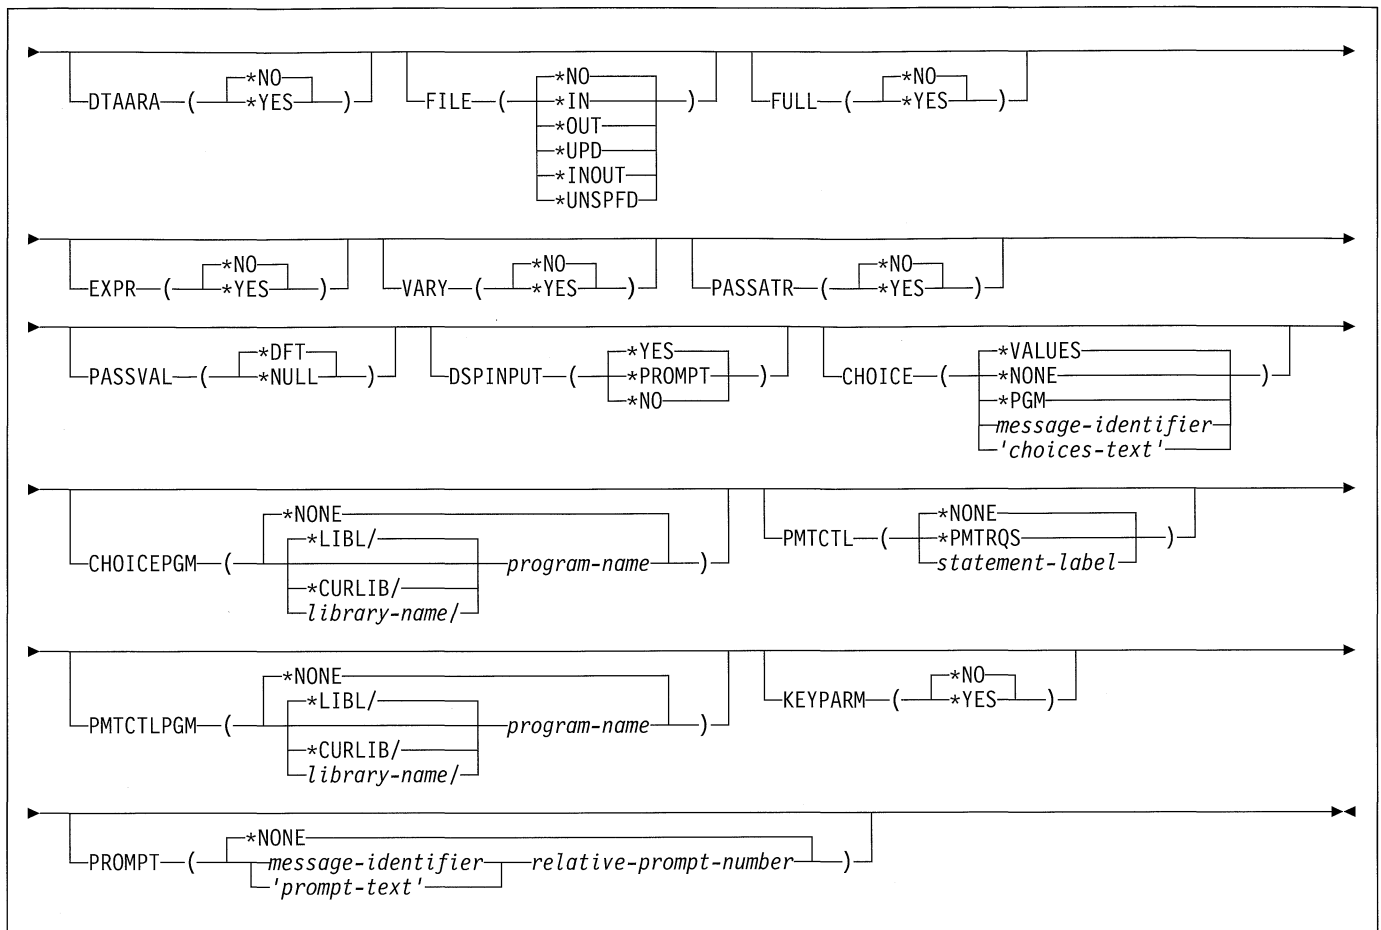 *NO *NO *NO
DTAARA ( *YES ) FILE ( *IN ) FULL ( *YES )
*OUT
*UPD
*INOUT
*UNSPFD
*NO *NO *NO
EXPR ( *YES ) VARY ( *YES ) PASSATR ( *YES )
*DFT *YES *VALUES
PASSVAL ( *NULL ) DSPINPUT ( *PROMPT ) CHOICE ( *NONE )
*NO *PGM
message-identifier
'choices-text'
*NONE *NONE
*LIBL/ PMTCTL ( *PMTRQS )
CHOICEPGM ( program-name ) statement-label
*CURLIB/
library-name/
*NONE *NO
*LIBL/ KEYPARM ( *YES )
PMTCTLPGM ( program-name )
*CURLIB/
library-name/
*NONE
PROMPT ( message-identifier relative-prompt-number )
'prompt-text'